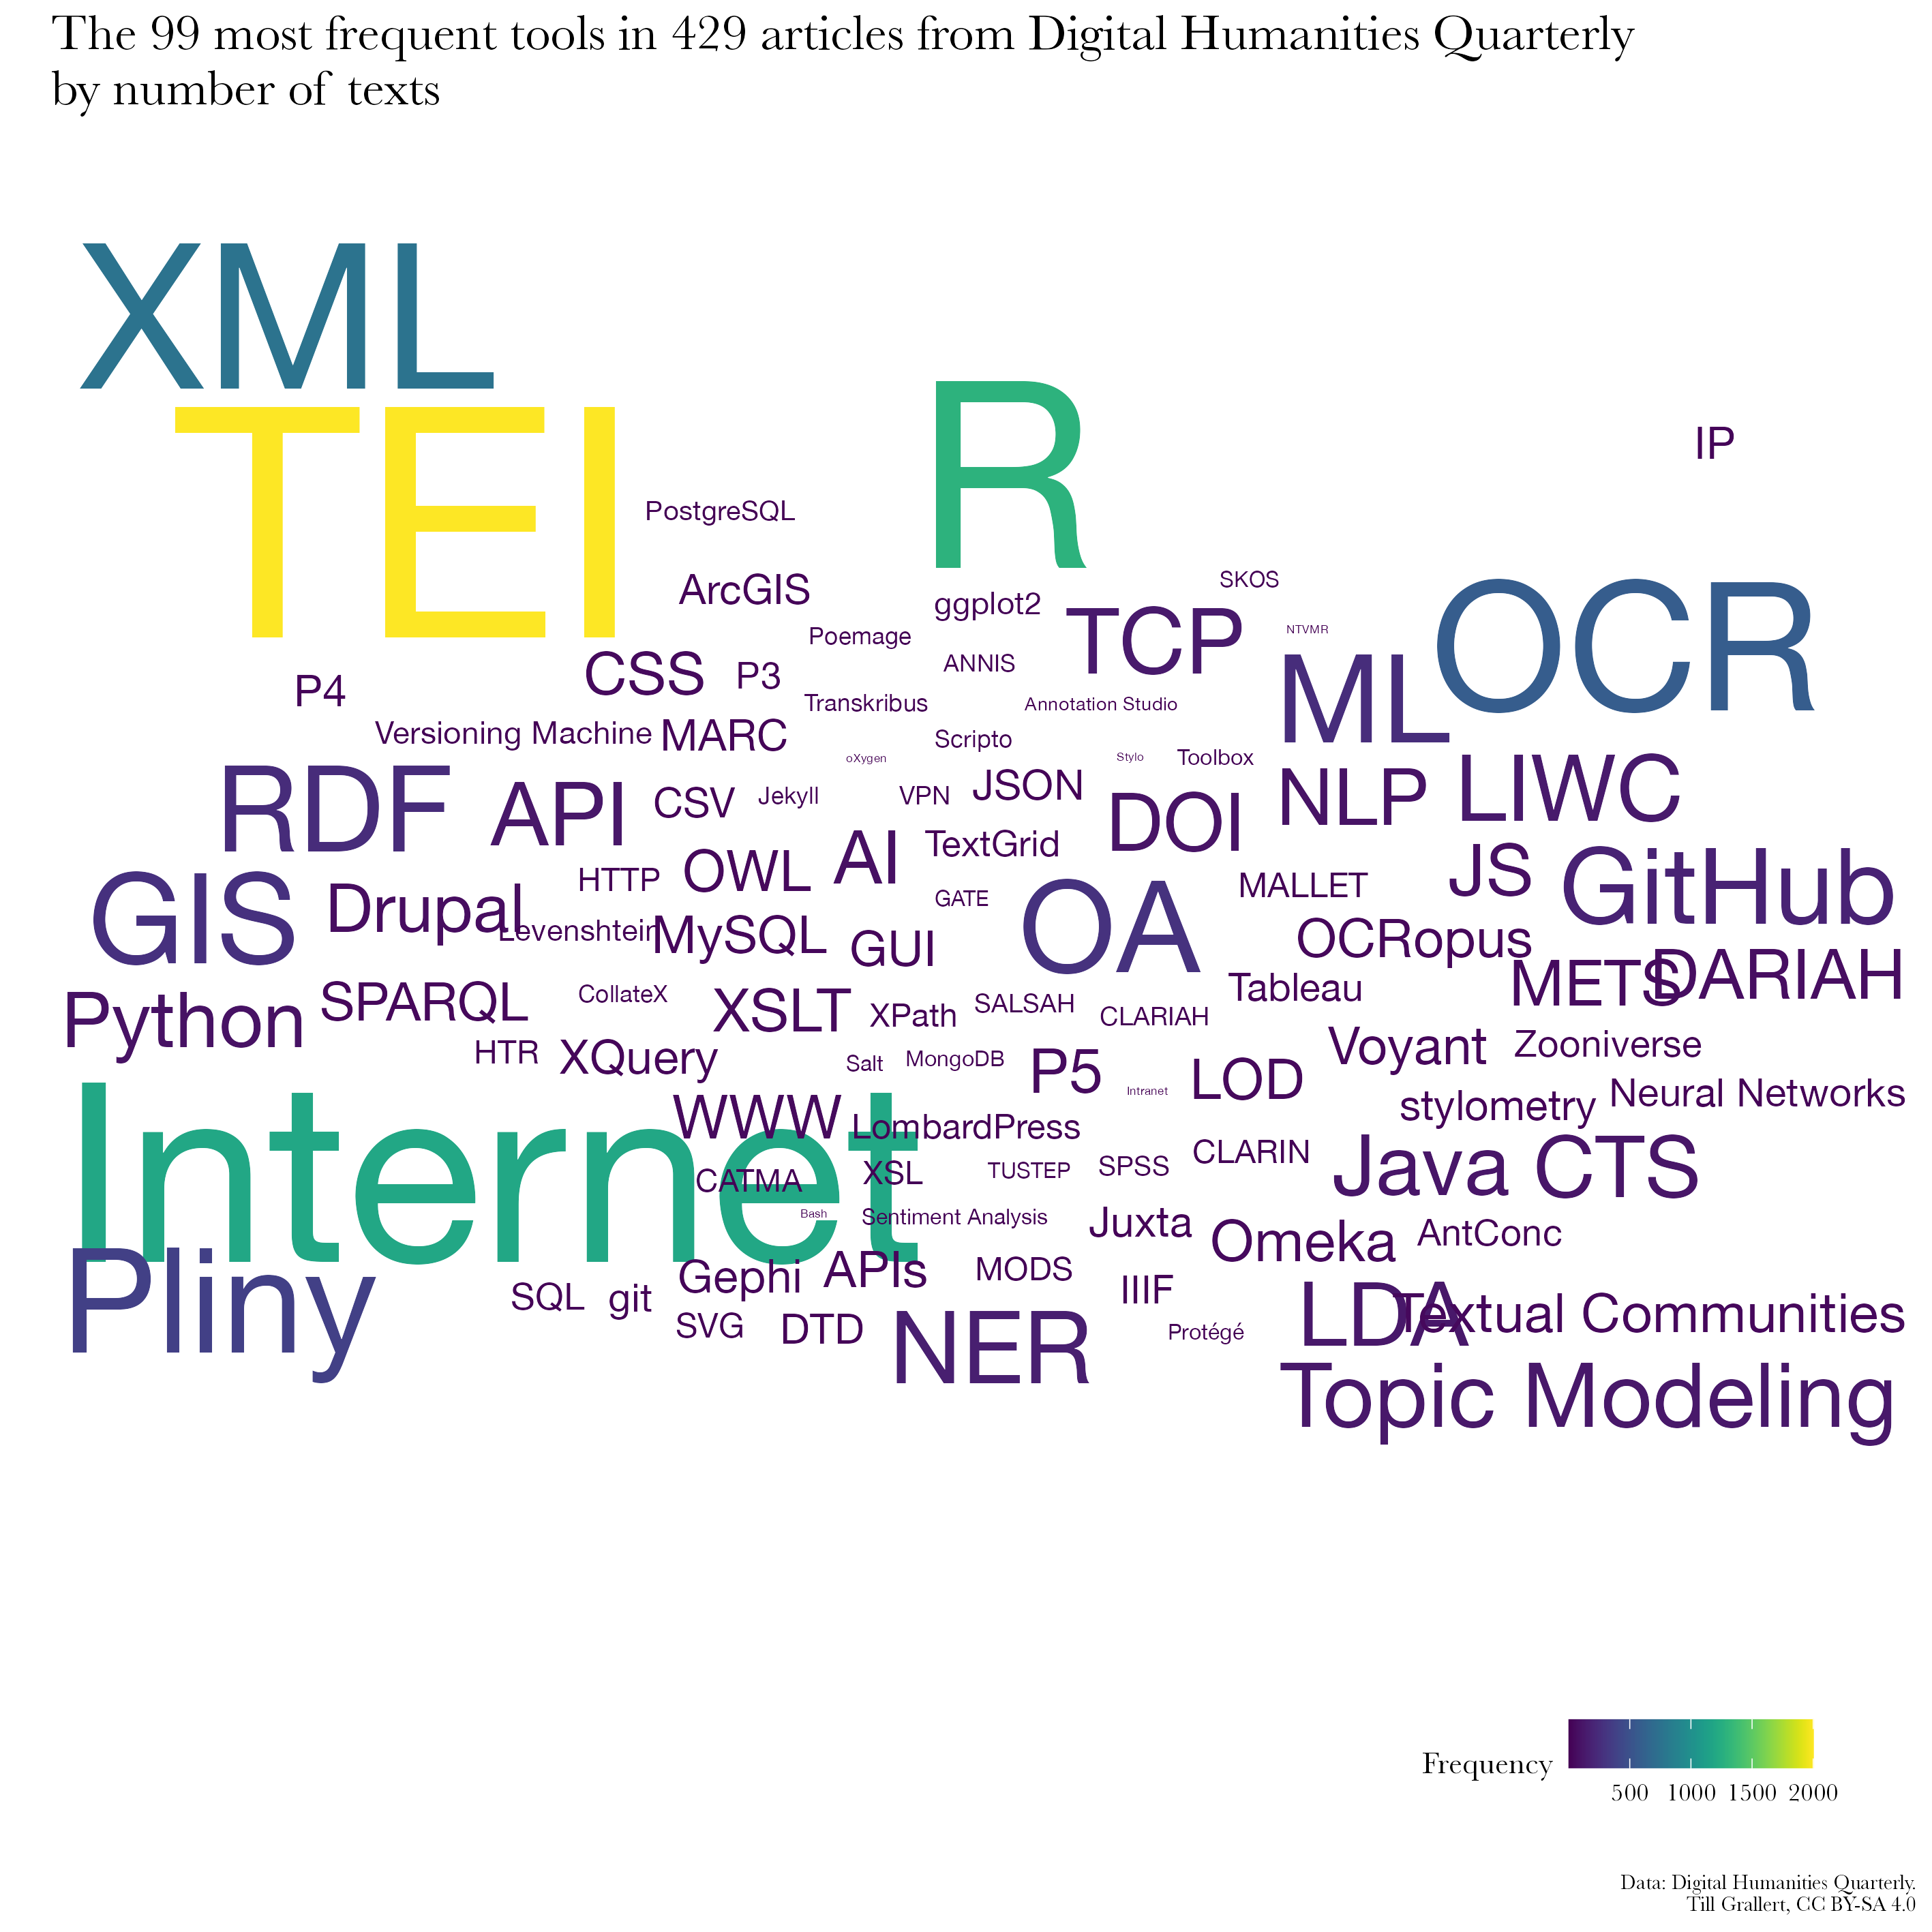 The 99 most frequent tools in 429 articles from Digital Humanities Quarterly
by number of texts
XML
TEI
R
IP
PostgreSQL
ArcGIS
ggplot2
SKOS
OCR
TCP
Poemage
NTVMR
ANNIS
CSS
P3
P4
ML
Transkribus
Annotation Studio
Versioning Machine
MARC
Scripto
oXygen
Stylo
Toolbox
RDF
API
CSV
Jekyll
VPN
JSON
DOI
NLP
LIWC
AI
TextGrid
HTTP
OWL
JS
GitHub
GIS
Drupal
GATE
OA
MALLET
Levenshtein
MySQL
GUI
OCRopus
METS
DARIAH
Python
SPARQL
CollateX
XSLT
XPath
SALSAH
CLARIAH
Tableau
Voyant
Zooniverse
HTR
XQuery
Salt
MongoDB
P5
Intranet
LOD
stylometry
Neural Networks
Internet
WWW
LombardPress
CATMA
XSL
TUSTEP
SPSS
CLARIN
Java
CTS
Bash
Sentiment Analysis
Juxta
Omeka
AntConc
Pliny
SQL
git
Gephi
APIs
MODS
IIIF
SVG
DTD
NER
Protégé
LDA
Textual Communities
Topic Modeling
Frequency
500 1000 1500 2000
Data: Digital Humanities Quarterly.
Till Grallert, CC BY-SA 4.0